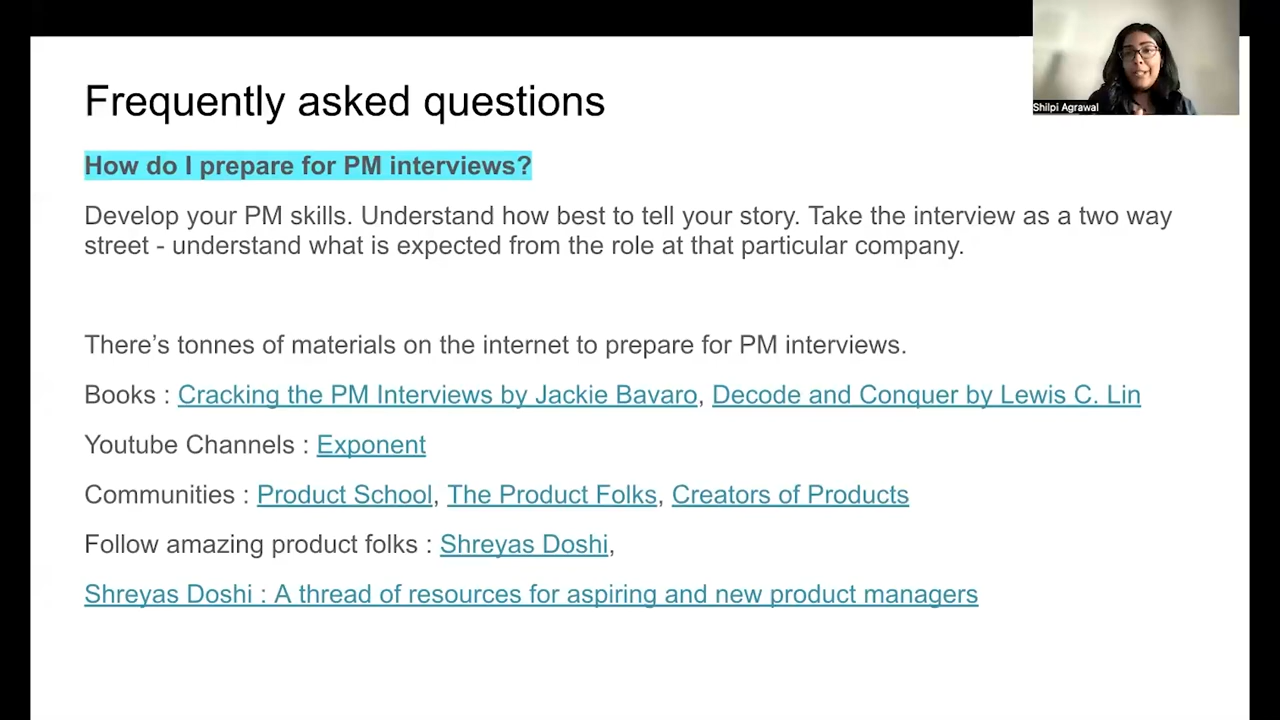 Frequently asked questions
Shilpi Agrawal
How do I prepare for PM interviews?
Develop your PM skills. Understand how best to tell your story. Take the interview as a two way
street - understand what is expected from the role at that particular company.
There’s tonnes of materials on the internet to prepare for PM interviews.
Books : Cracking the PM Interviews by Jackie Bavaro, Decode and Conquer by Lewis C. Lin
Youtube Channels : Exponent
Communities : Product School, The Product Folks, Creators of Products
Follow amazing product folks : Shreyas Doshi,
Shreyas Doshi : A thread of resources for aspiring and new product managers